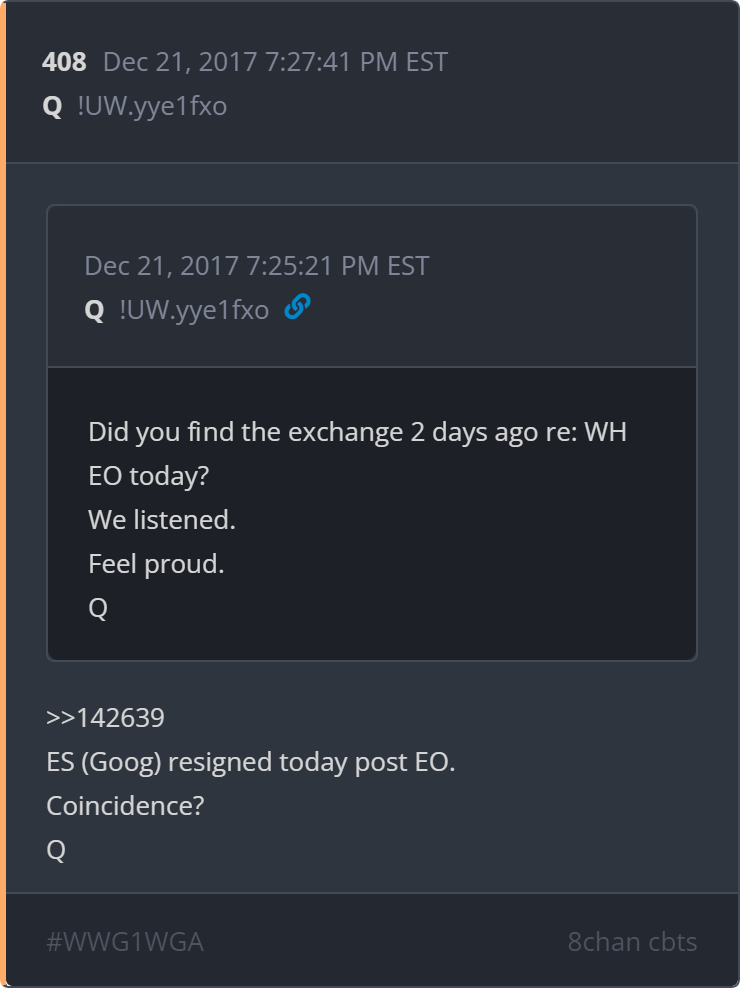 408 Dec 21, 2017 7:27:41 PM EST
Q !UW.yye1fxo
Dec 21, 2017 7:25:21 PM EST
Q !UW.yye1fxo
Did you find the exchange 2 days ago re: WH
EO today?
We listened.
Feel proud.
Q
>>142639
ES (Goog) resigned today post EO.
Coincidence?
Q
#WWG1WGA 8chan cbts